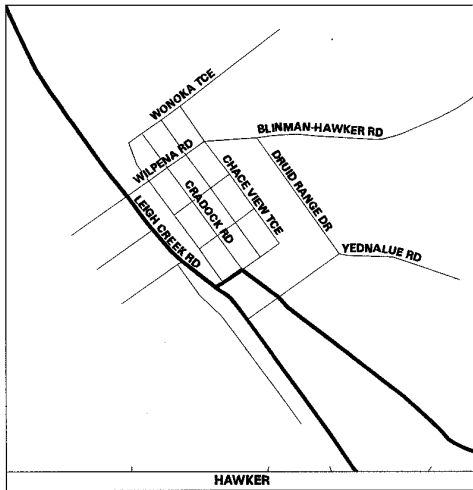 WONOKA TCE
BLINMAN-HAWKER RD
WILPENA RD
CHACE VIEW TCE
DRUID RANGE DR
CRADOCK RD
LEIGH CREEK RD
YEDNALUE RD
HAWKER